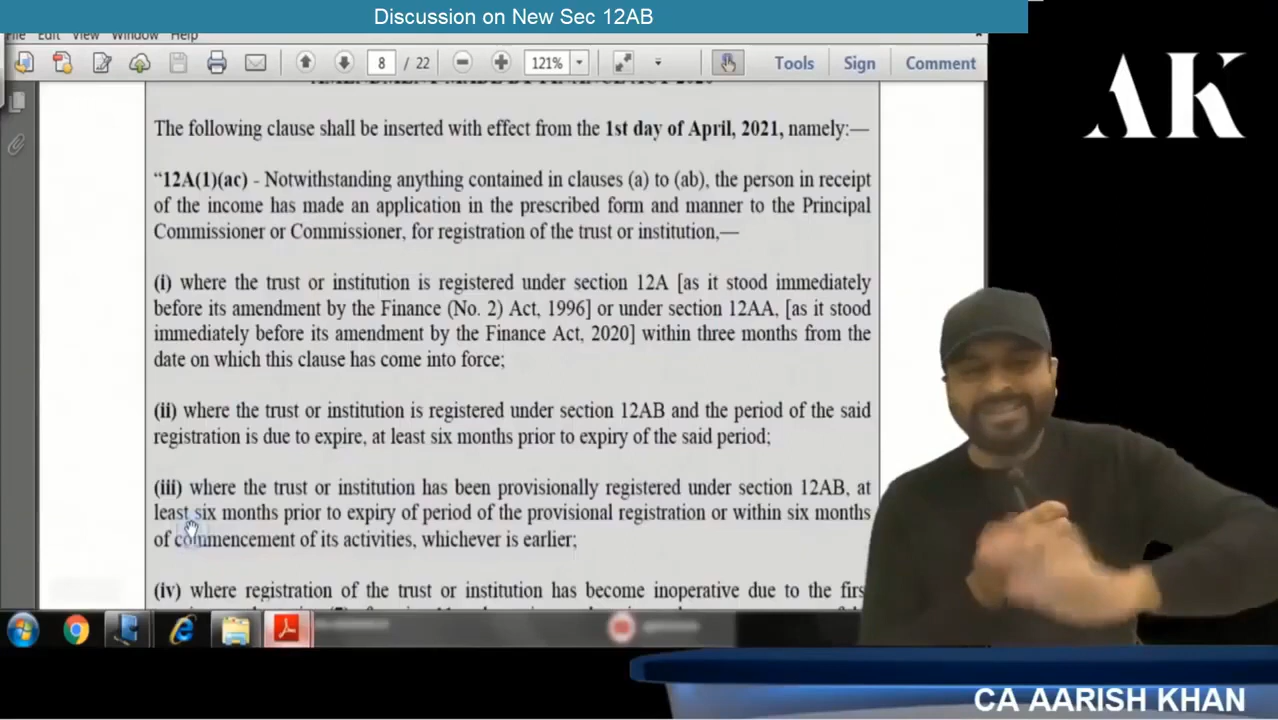 Discussion on New Sec 12AB
File Edit View Window Help
8 / 22 121% Tools Sign Comment
AK
AMENDMENT MADE BY FINANCE ACT 2020
The following clause shall be inserted with effect from the 1st day of April, 2021, namely:—
“12A(1)(ac) - Notwithstanding anything contained in clauses (a) to (ab), the person in receipt
of the income has made an application in the prescribed form and manner to the Principal
Commissioner or Commissioner, for registration of the trust or institution,—
(i) where the trust or institution is registered under section 12A [as it stood immediately
before its amendment by the Finance (No. 2) Act, 1996] or under section 12AA, [as it stood
immediately before its amendment by the Finance Act, 2020] within three months from the
date on which this clause has come into force;
(ii) where the trust or institution is registered under section 12AB and the period of the said
registration is due to expire, at least six months prior to expiry of the said period;
(iii) where the trust or institution has been provisionally registered under section 12AB, at
least six months prior to expiry of period of the provisional registration or within six months
of commencement of its activities, whichever is earlier;
(iv) where registration of the trust or institution has become inoperative due to the firs
CA AARISH KHAN